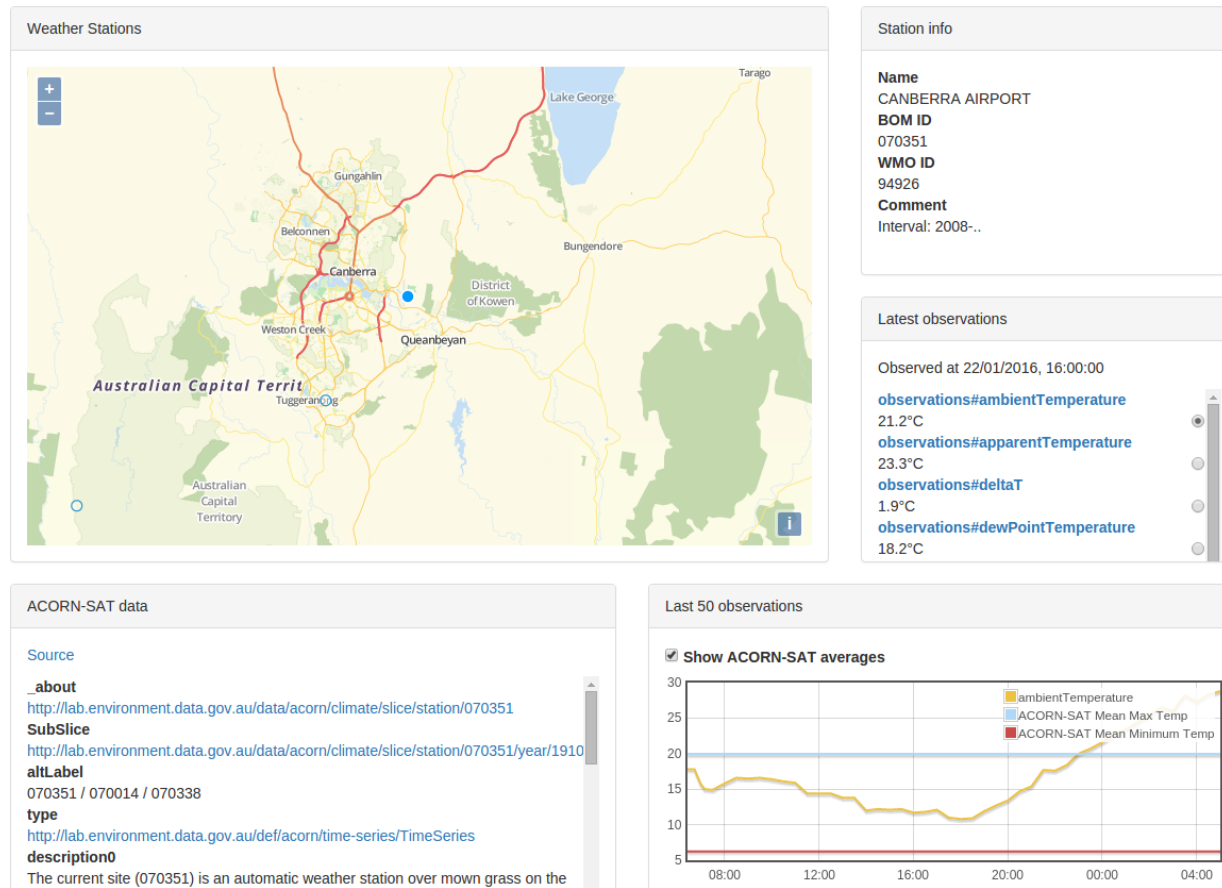 Weather Stations
+
−
Tarago
Lake George
Gungahlin
Belconnen
Bungendore
Canberra
District
of Kowen
Weston Creek
Queanbeyan
Australian Capital Territ
Tuggeranong
Australian
Capital
Territory
i
Station info
Name
CANBERRA AIRPORT
BOM ID
070351
WMO ID
94926
Comment
Interval: 2008-..
Latest observations
Observed at 22/01/2016, 16:00:00
observations#ambientTemperature
21.2°C
observations#apparentTemperature
23.3°C
observations#deltaT
1.9°C
observations#dewPointTemperature
18.2°C
ACORN-SAT data
Source
_about
http://lab.environment.data.gov.au/data/acorn/climate/slice/station/070351
SubSlice
http://lab.environment.data.gov.au/data/acorn/climate/slice/station/070351/year/1910
altLabel
070351 / 070014 / 070338
type
http://lab.environment.data.gov.au/def/acorn/time-series/TimeSeries
description0
The current site (070351) is an automatic weather station over mown grass on the
Last 50 observations
Show ACORN-SAT averages
30
25
20
15
10
5
ambientTemperature
ACORN-SAT Mean Max Temp
ACORN-SAT Mean Minimum Temp
08:00 12:00 16:00 20:00 00:00 04:00